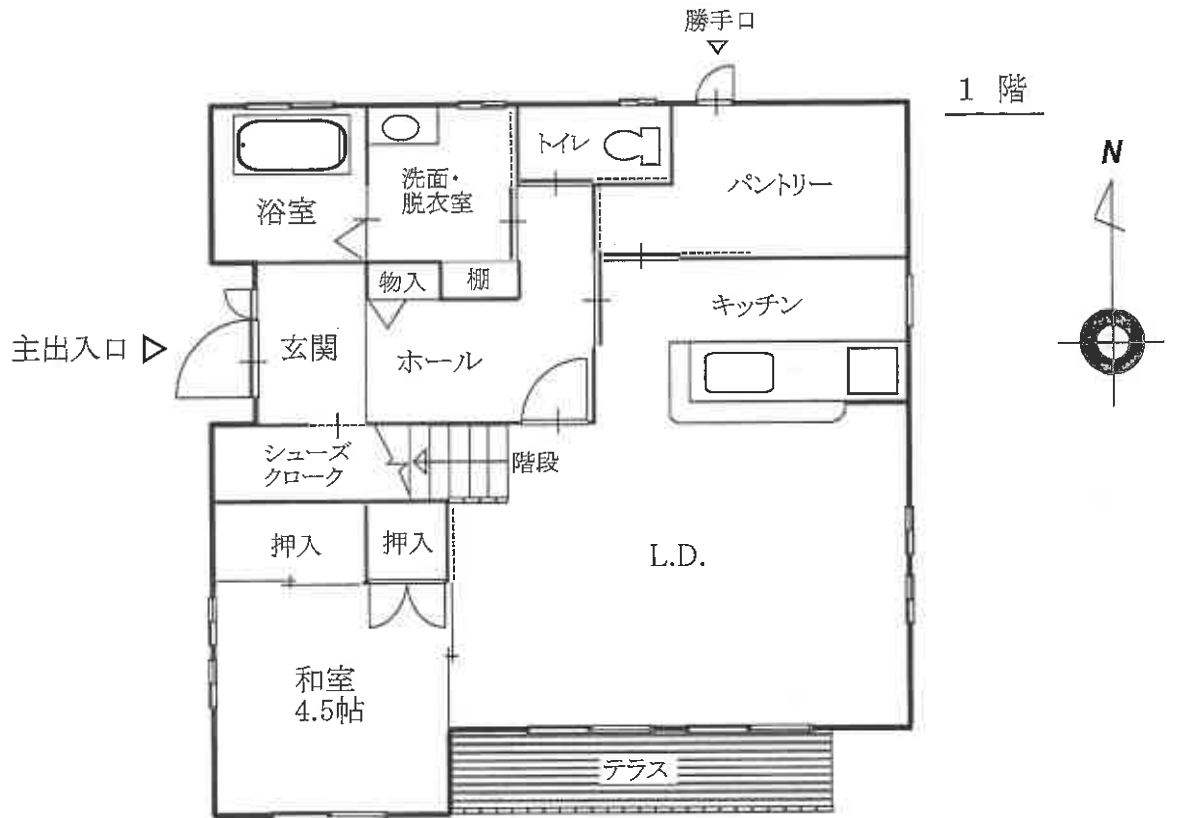 勝手口
1 階
N
トイレ
洗面・
脱衣室
パントリー
浴室
物入
棚
キッチン
主出入口
玄関
ホール
シューズ
クローク
階段
押入
押入
L.D.
和室
4.5帖
テラス